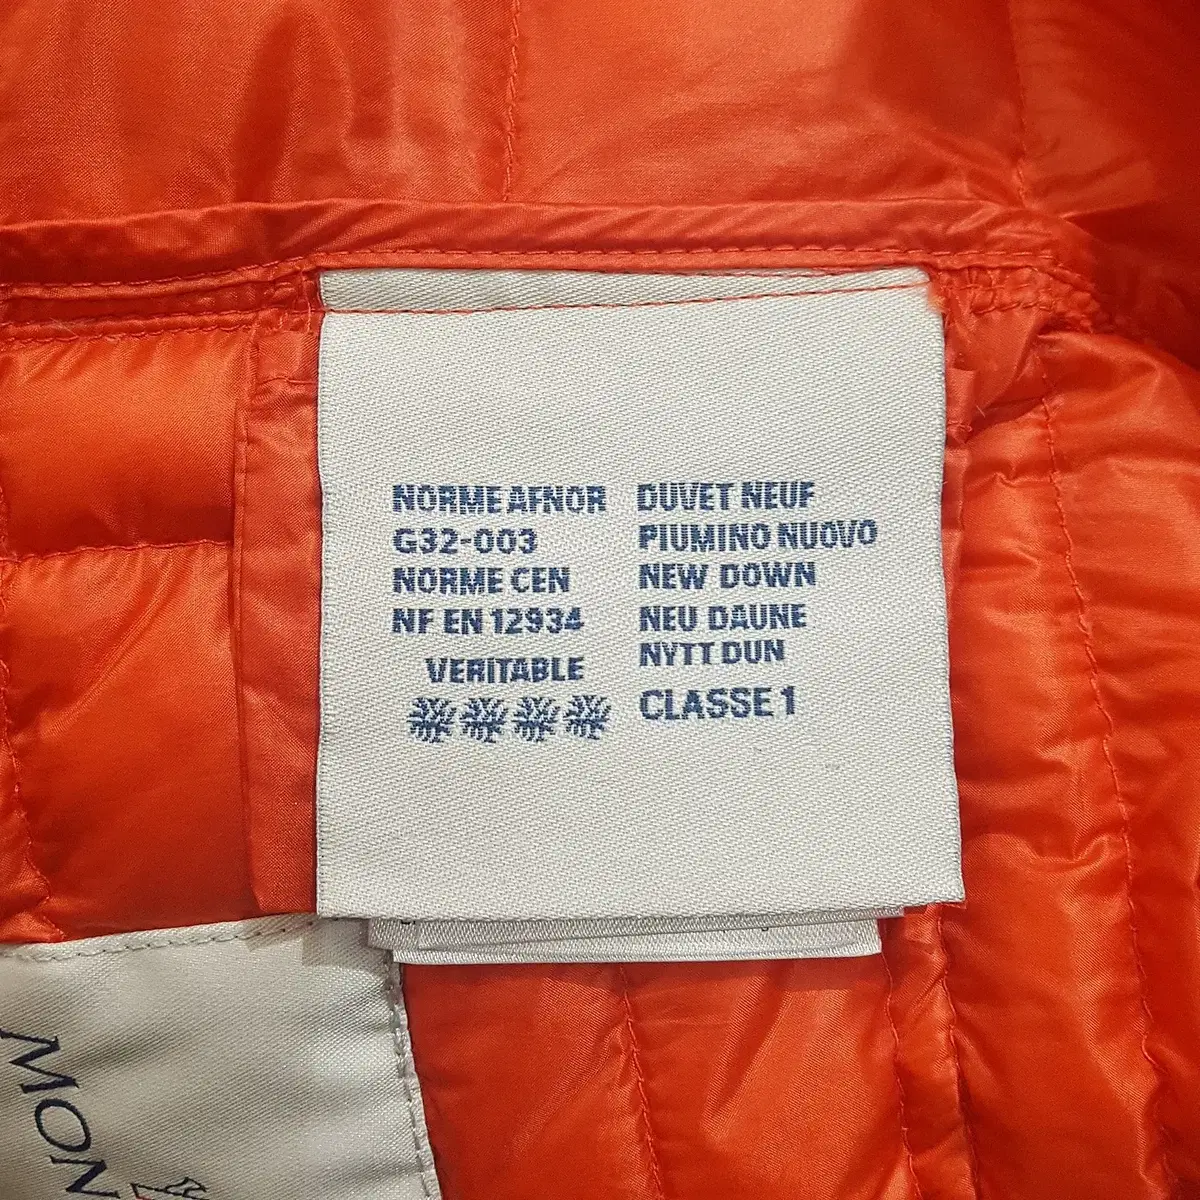 NORME AFNOR
G32-003
NORME CEN
NF EN 12934
VERITABLE
DUVET NEUF
PIUMINO NUOVO
NEW DOWN
NEU DAUNE
NYTT DUN
CLASSE 1
MON